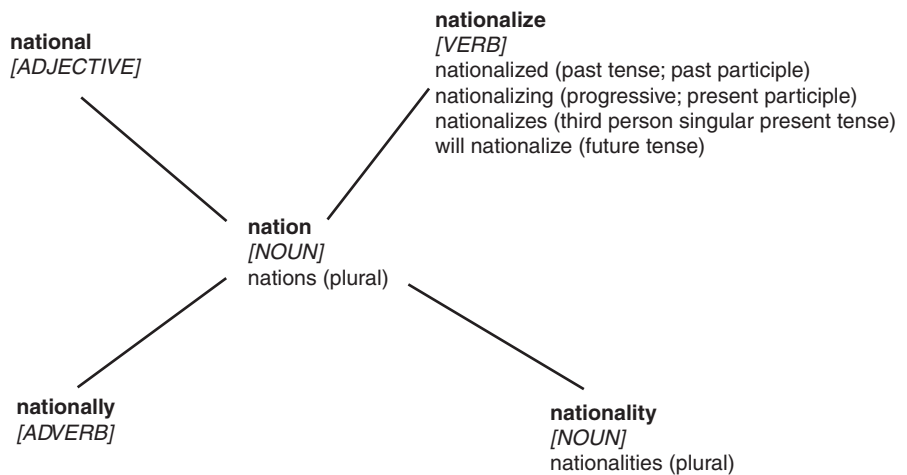 national
[ADJECTIVE]
nationalize
[VERB]
nationalized (past tense; past participle)
nationalizing (progressive; present participle)
nationalizes (third person singular present tense)
will nationalize (future tense)
nation
[NOUN]
nations (plural)
nationally
[ADVERB]
nationality
[NOUN]
nationalities (plural)